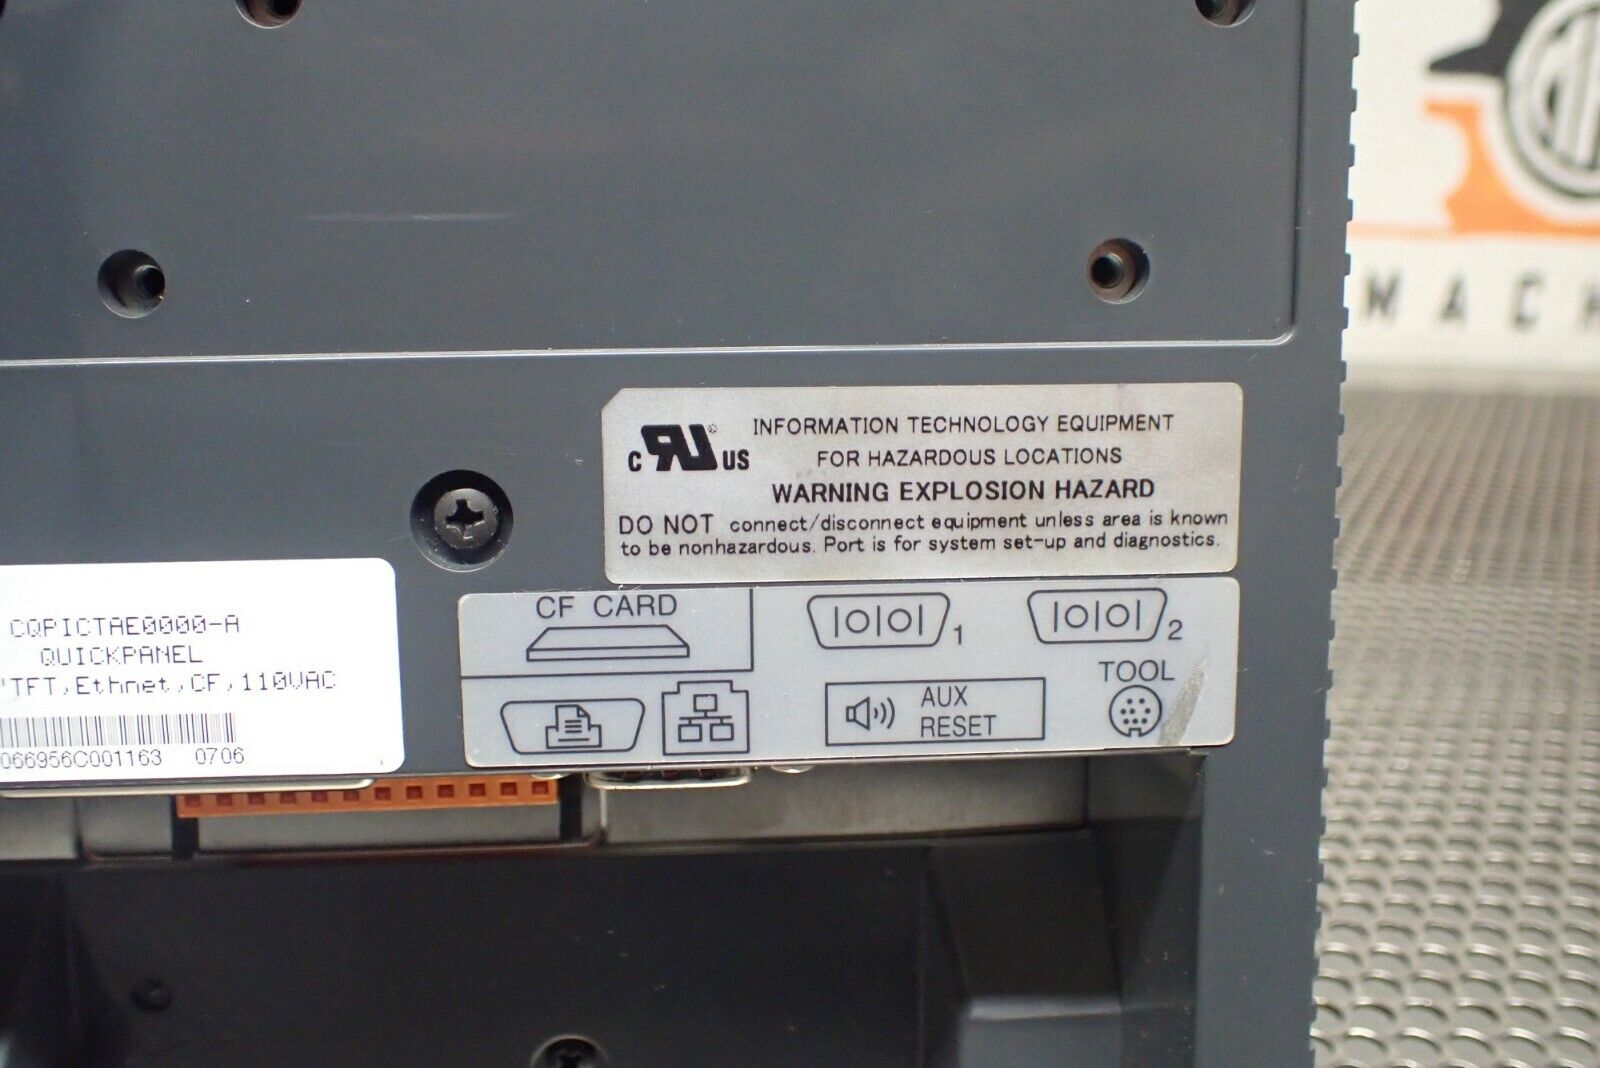 INFORMATION TECHNOLOGY EQUIPMENT
FOR HAZARDOUS LOCATIONS
WARNING EXPLOSION HAZARD
DO NOT connect/disconnect equipment unless area is known
to be nonhazardous. Port is for system set-up and diagnostics.
C RU ® US
CQPICTAE0000-A
QUICKPANEL
"TFT,Ethnet,CF,110VAC
066956C001163 0706
CF CARD
|O|O| 1
|O|O| 2
AUX
RESET
TOOL
MACH